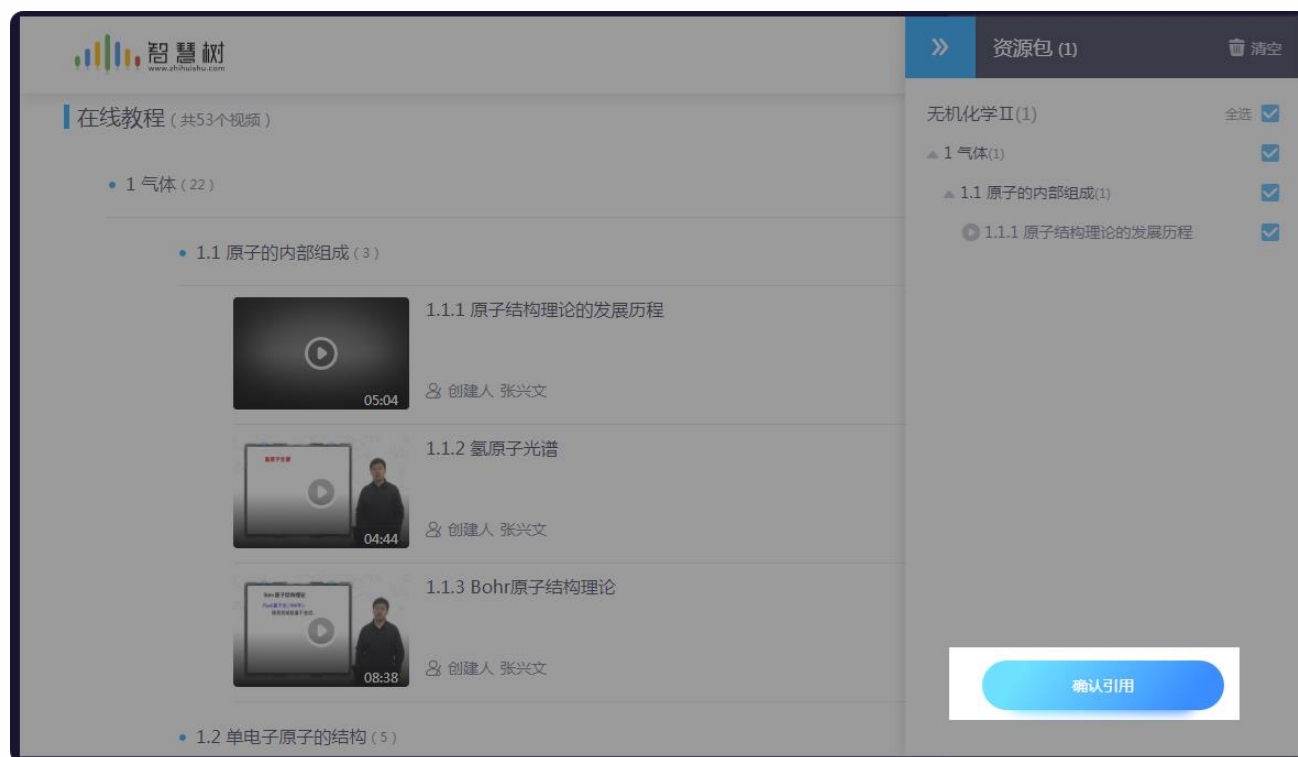 智慧树
www.zhihuishu.com
在线教程（共53个视频）
• 1 气体（22）
• 1.1 原子的内部组成（3）
1.1.1 原子结构理论的发展历程
05:04
创建人 张兴文
1.1.2 氢原子光谱
04:44
创建人 张兴文
1.1.3 Bohr原子结构理论
08:38
创建人 张兴文
• 1.2 单电子原子的结构（5）
资源包 (1)
清空
无机化学Ⅱ(1)
全选
1 气体(1)
1.1 原子的内部组成(1)
1.1.1 原子结构理论的发展历程
确认引用